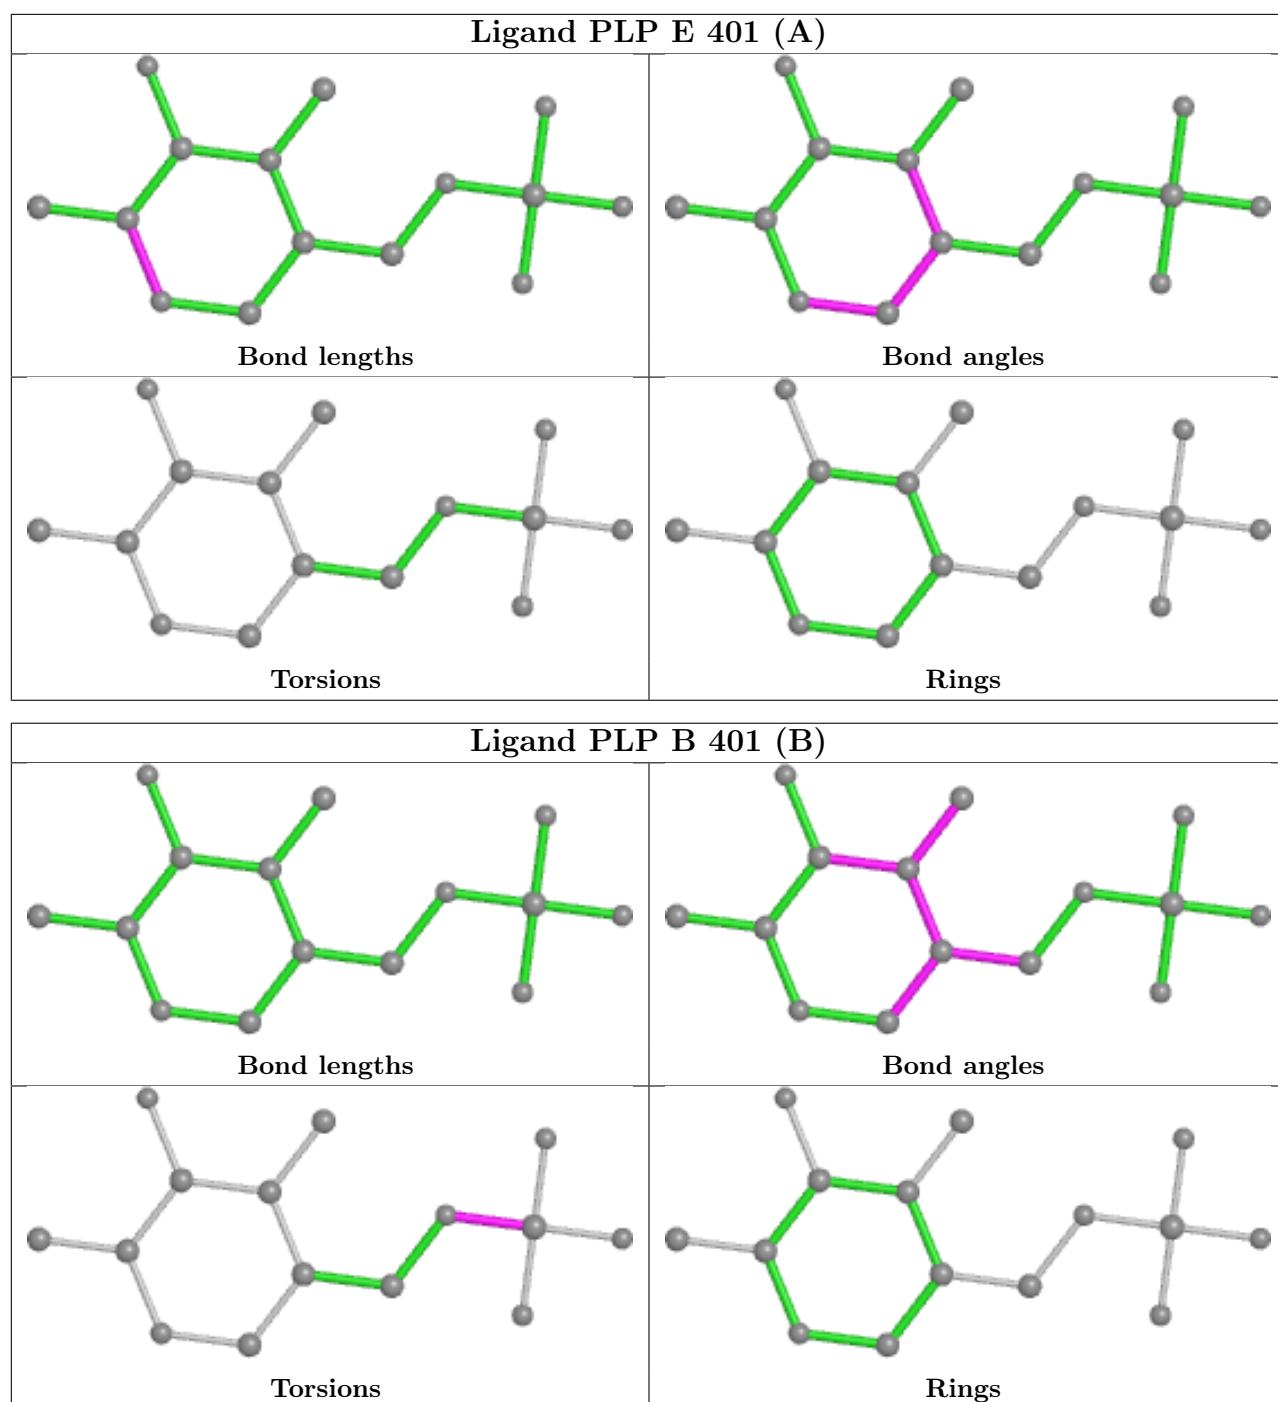 Ligand PLP E 401 (A)
Bond lengths
Bond angles
Torsions
Rings
Ligand PLP B 401 (B)
Bond lengths
Bond angles
Torsions
Rings